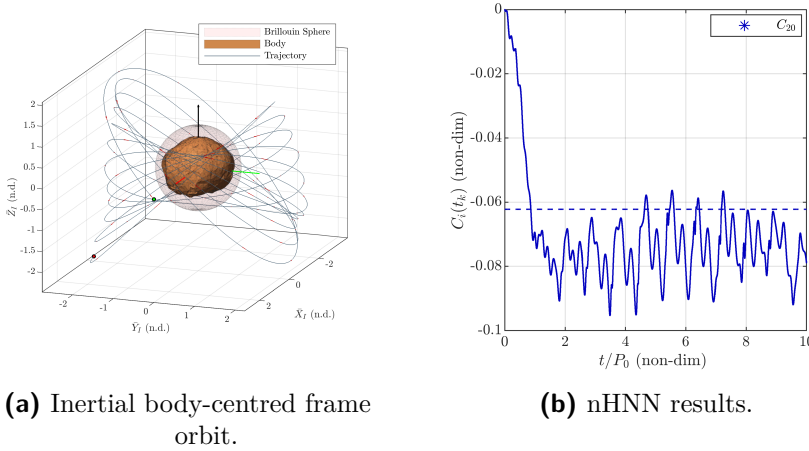 Brillouin Sphere
Body
Trajectory
2
1.5
1
0.5
0
-0.5
-1
-1.5
-2
Z̄_I (n.d.)
-2
-1
0
1
2
Ȳ_I (n.d.)
-2
0
2
X̄_I (n.d.)
(a) Inertial body-centred frame
orbit.
C_20
0
-0.02
-0.04
-0.06
-0.08
-0.1
C_i(t_k) (non-dim)
0 2 4 6 8 10
t/P_0 (non-dim)
(b) nHNN results.